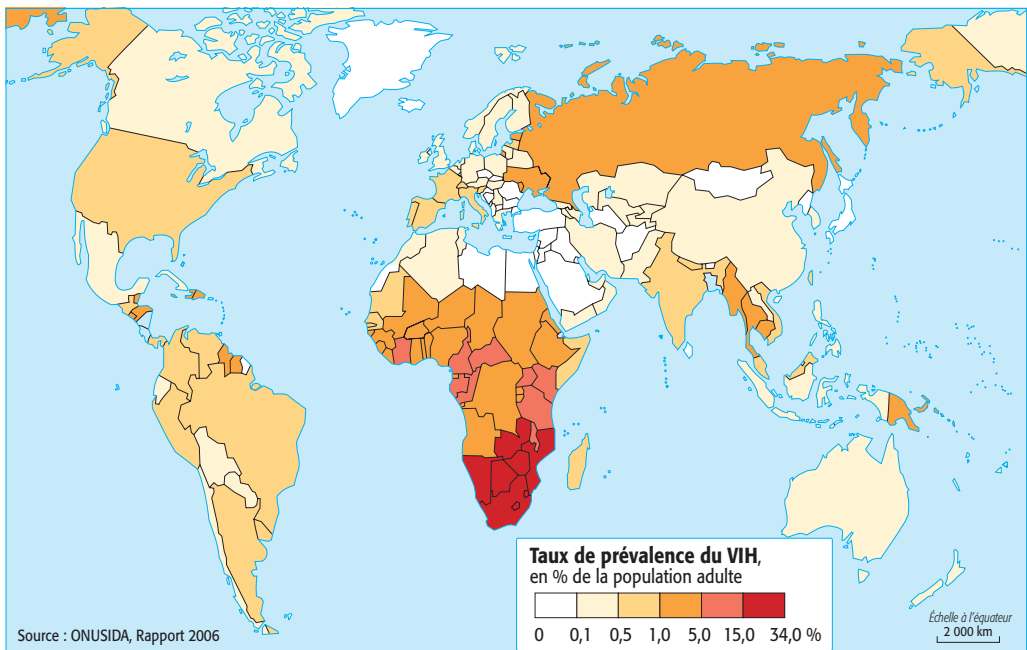 Taux de prévalence du VIH,
en % de la population adulte
0 0,1 0,5 1,0 5,0 15,0 34,0 %
Source : ONUSIDA, Rapport 2006
Échelle à l'équateur
2 000 km